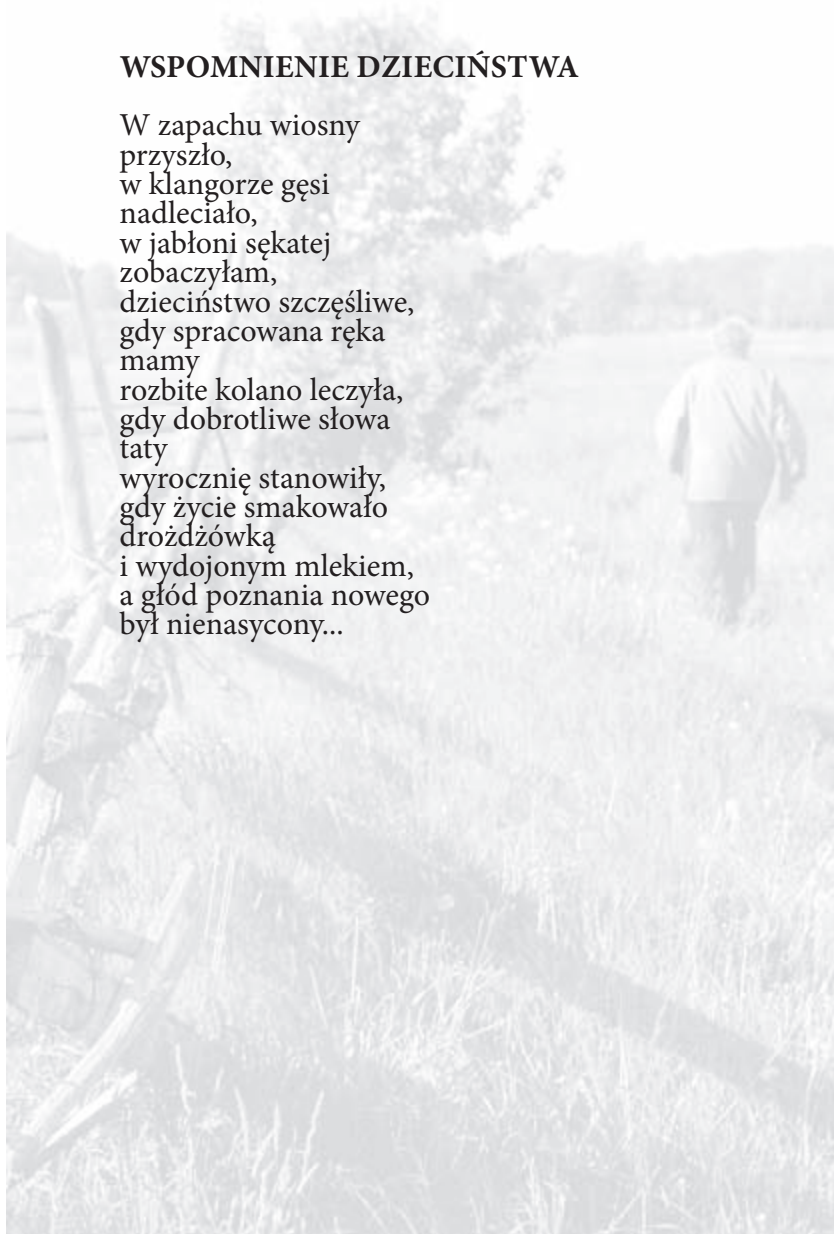 WSPOMNIENIE DZIECIŃSTWA
W zapachu wiosny
przyszło,
w klangorze gęsi
nadleciało,
w jabłoni sękatej
zobaczyłam,
dzieciństwo szczęśliwe,
gdy spracowana ręka
mamy
rozbite kolano leczyła,
gdy dobrotliwe słowa
taty
wyrocznię stanowiły,
gdy życie smakowało
drożdżówką
i wydojonym mlekiem,
a głód poznania nowego
był nienasycony...